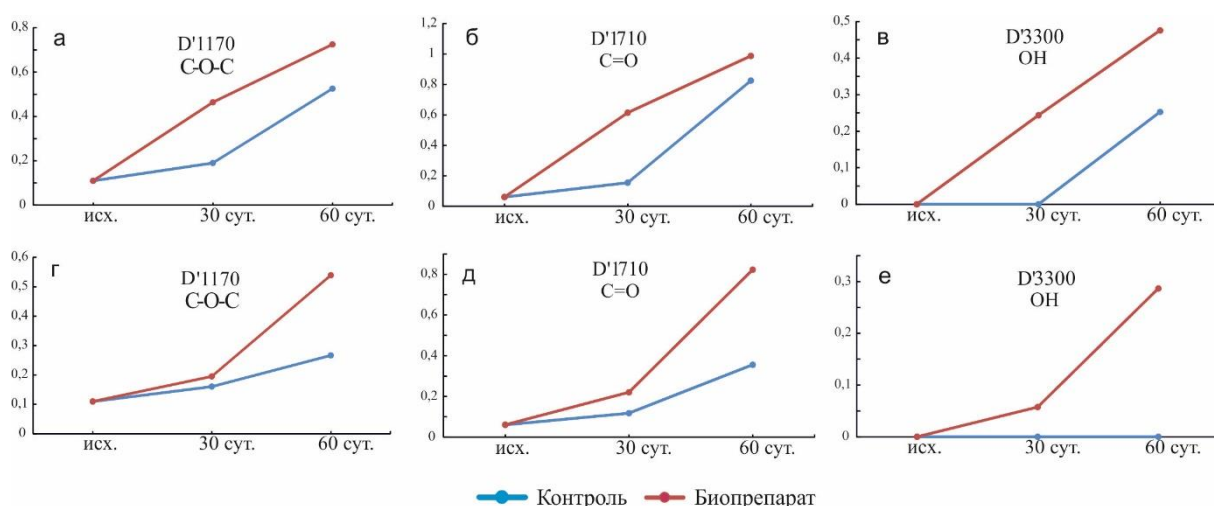 а
D'1170
C-O-C
0,8
0,6
0,4
0,2
0
исх.
30 сут.
60 сут.
б
D'1710
C=O
1,2
1
0,8
0,6
0,4
0,2
0
исх.
30 сут.
60 сут.
в
D'3300
OH
0,5
0,4
0,3
0,2
0,1
0
исх.
30 сут.
60 сут.
г
D'1170
C-O-C
0,6
0,5
0,4
0,3
0,2
0,1
0
исх.
30 сут.
60 сут.
д
D'1710
C=O
0,8
0,6
0,4
0,2
0
исх.
30 сут.
60 сут.
е
D'3300
OH
0,3
0,2
0,1
0
исх.
30 сут.
60 сут.
Контроль Биопрепарат